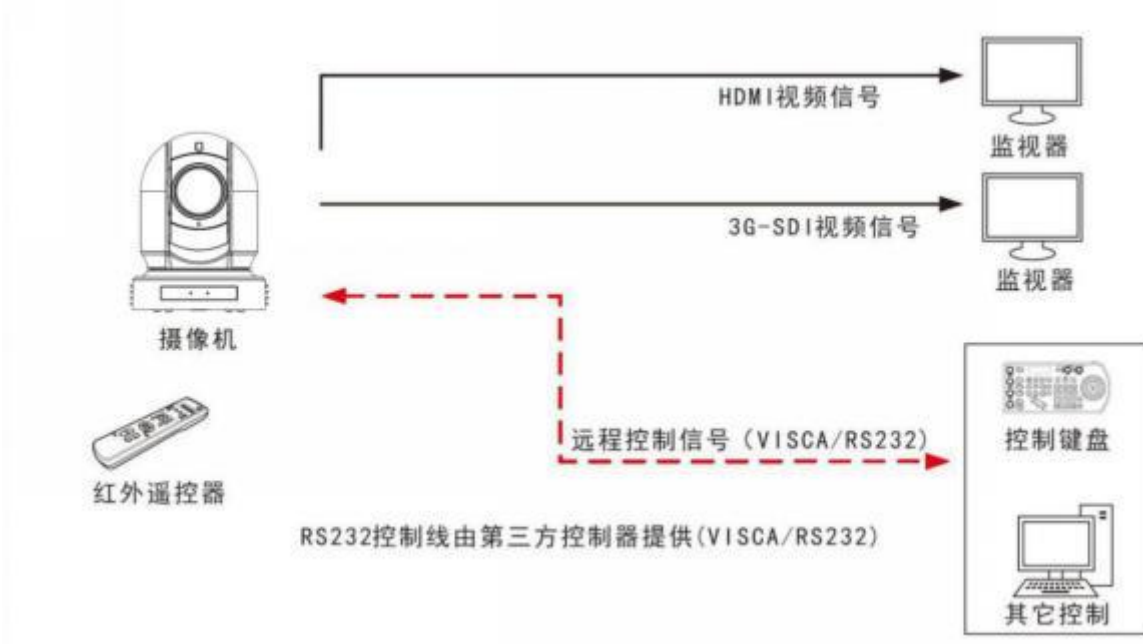 HDMI视频信号
监视器
3G-SDI视频信号
监视器
摄像机
控制键盘
远程控制信号（VISCA/RS232）
红外遥控器
RS232控制线由第三方控制器提供(VISCA/RS232)
其它控制